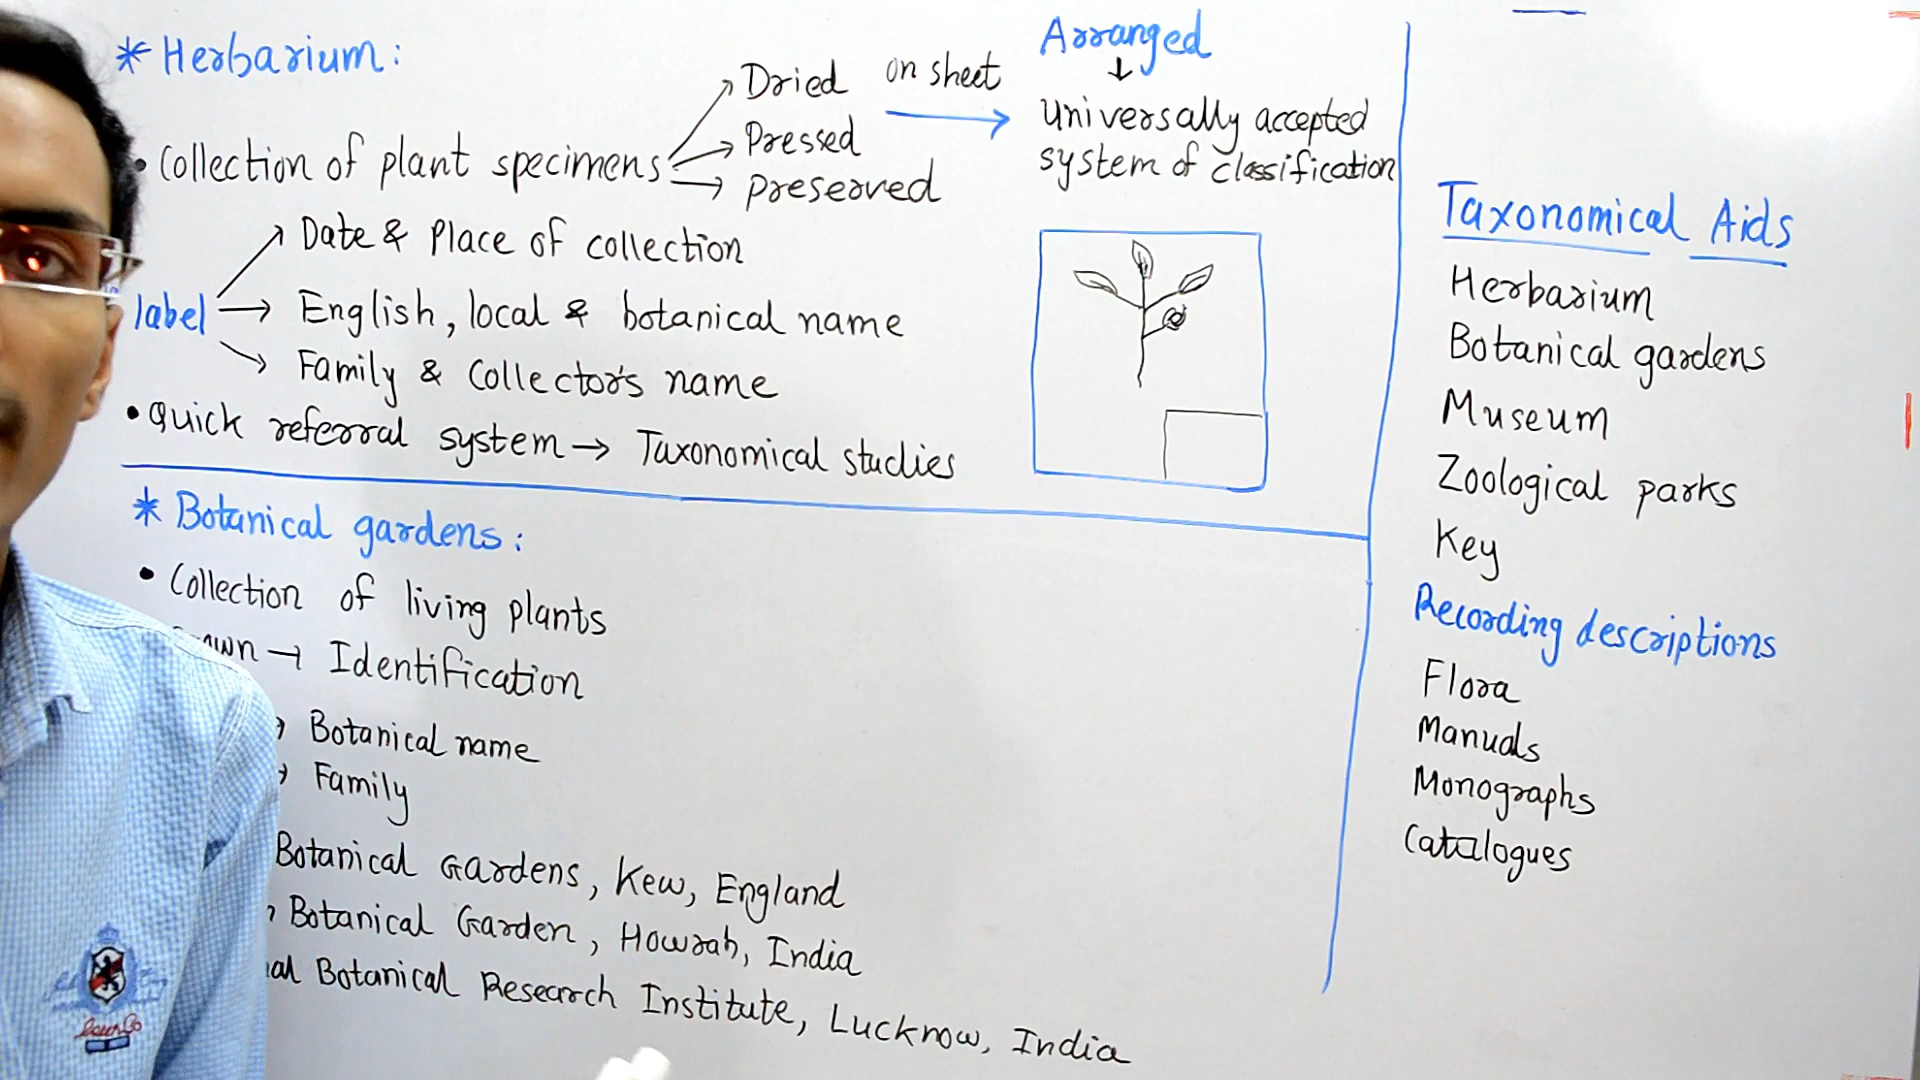 * Herbarium:
• Collection of plant specimens → Dried
→ Pressed
→ preserved
on sheet →
Arranged
↓
universally accepted
system of classification
label → Date & Place of collection
→ English, local & botanical name
→ Family & Collector's name
• Quick referral system → Taxonomical studies
* Botanical gardens:
• Collection of living plants
→ Identification
→ Botanical name
→ Family
Botanical Gardens, Kew, England
Botanical Garden, Howrah, India
Botanical Research Institute, Lucknow, India
Taxonomical Aids
Herbarium
Botanical gardens
Museum
Zoological parks
Key
Recording descriptions
Flora
Manuals
Monographs
Catalogues